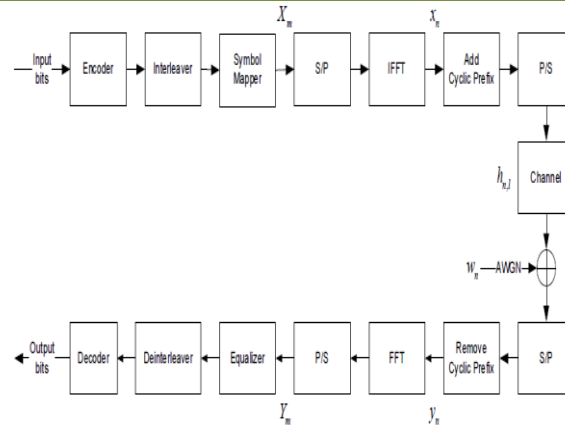 X_m
x_n
Input
bits
Encoder
Interleaver
Symbol
Mapper
S/P
IFFT
Add
Cyclic Prefix
P/S
h_{n,l}
Channel
w_n
AWGN
Output
bits
Decoder
Deinterleaver
Equalizer
P/S
FFT
Remove
Cyclic Prefix
S/P
Y_m
y_n